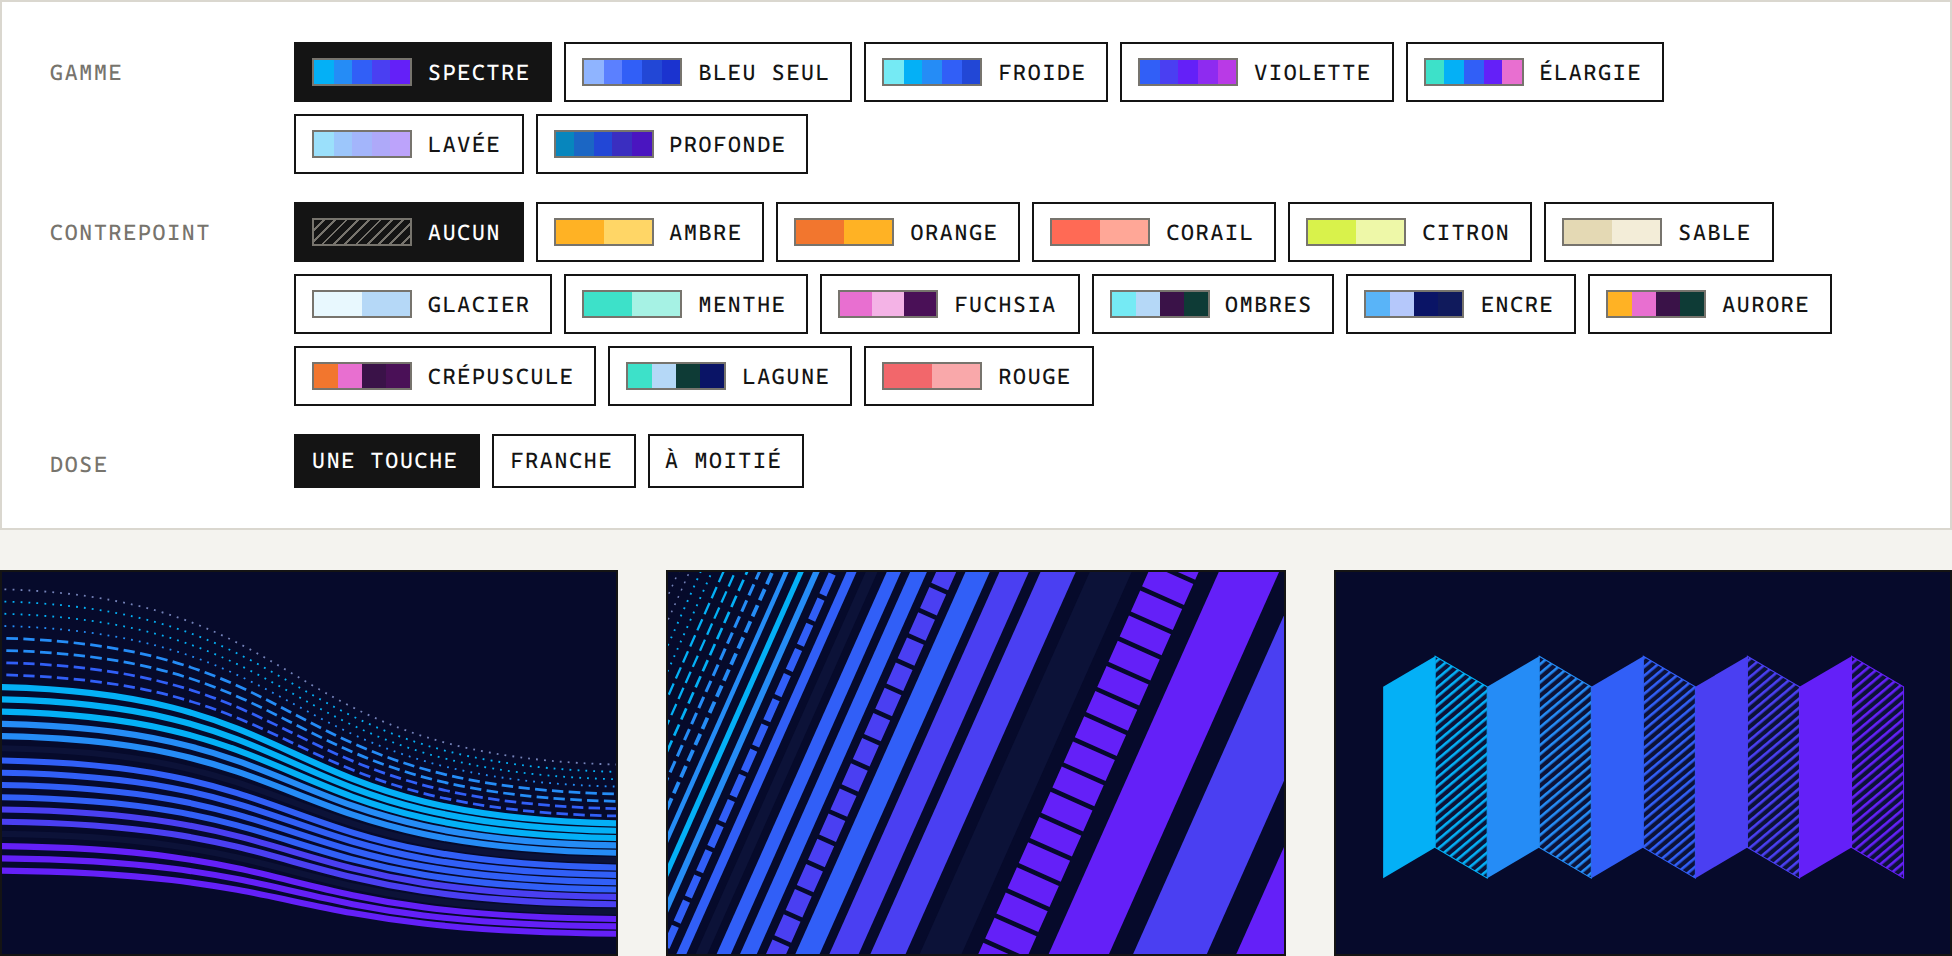 GAMME SPECTRE BLEU SEUL FROIDE VIOLETTE ÉLARGIE
LAVÉE PROFONDE
CONTREPOINT AUCUN AMBRE ORANGE CORAIL CITRON SABLE
GLACIER MENTHE FUCHSIA OMBRES ENCRE AURORE
CRÉPUSCULE LAGUNE ROUGE
DOSE UNE TOUCHE FRANCHE À MOITIÉ